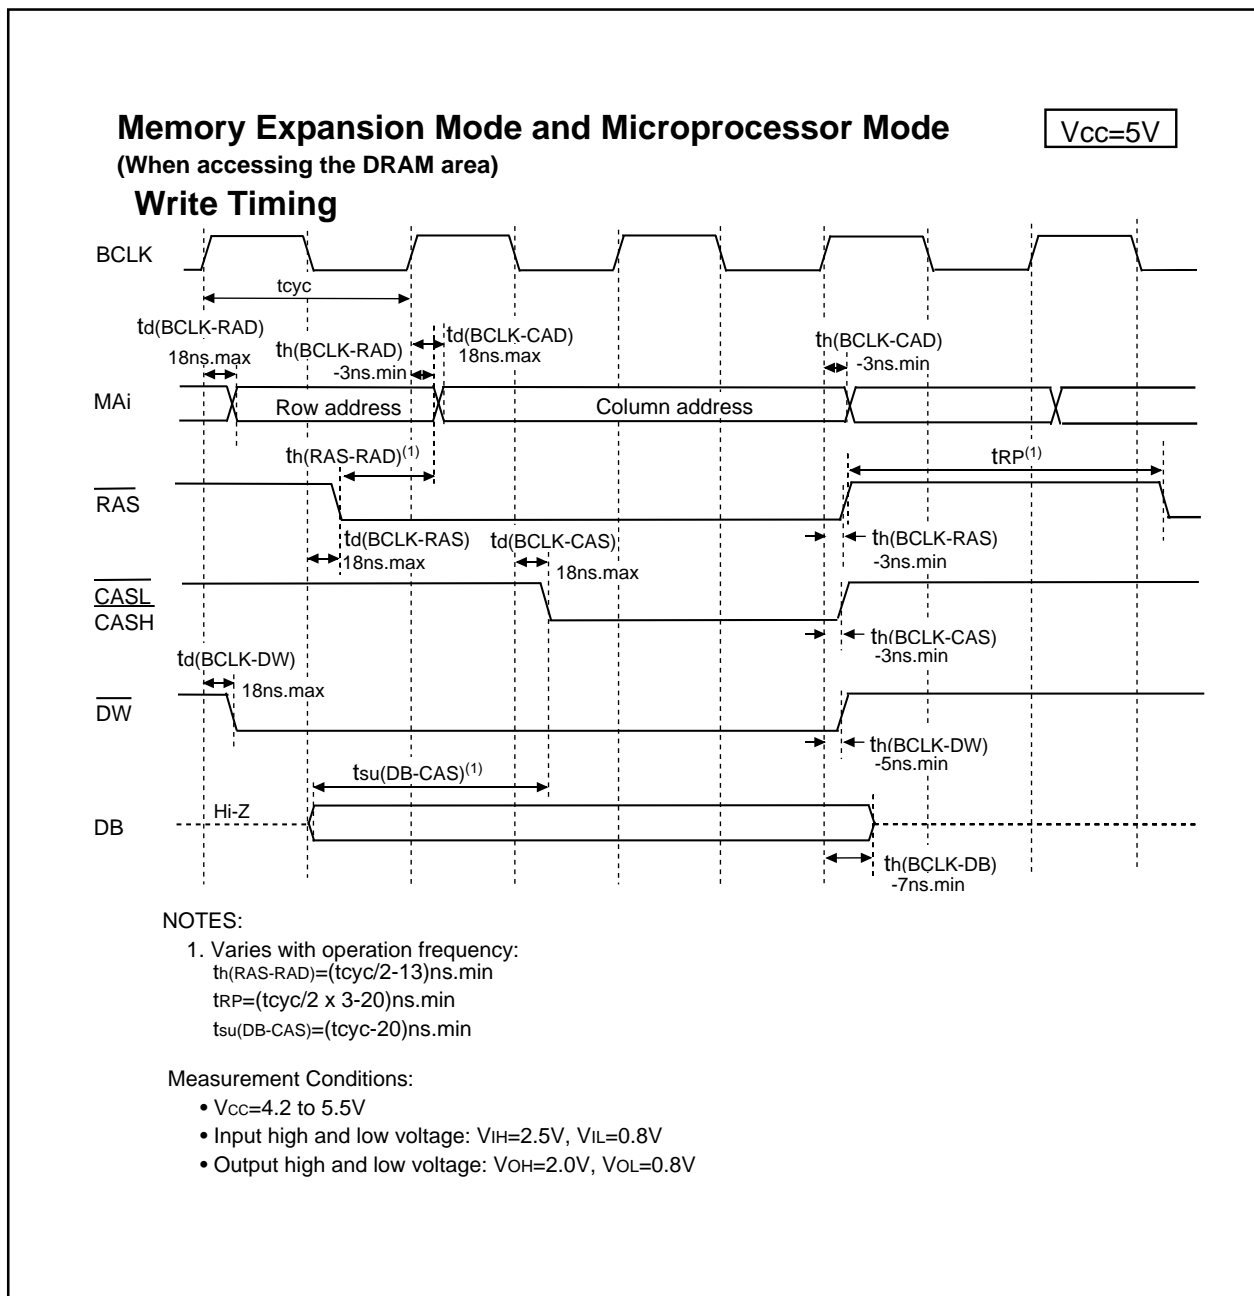 Memory Expansion Mode and Microprocessor Mode
Vcc=5V
(When accessing the DRAM area)
Write Timing
BCLK
tcyc
td(BCLK-RAD)
18ns.max
th(BCLK-RAD)
-3ns.min
td(BCLK-CAD)
18ns.max
th(BCLK-CAD)
-3ns.min
MAi
Row address
Column address
th(RAS-RAD)(1)
tRP(1)
RAS
td(BCLK-RAS)
18ns.max
td(BCLK-CAS)
18ns.max
th(BCLK-RAS)
-3ns.min
CASL
CASH
th(BCLK-CAS)
-3ns.min
td(BCLK-DW)
18ns.max
DW
th(BCLK-DW)
-5ns.min
tsu(DB-CAS)(1)
Hi-Z
DB
th(BCLK-DB)
-7ns.min
NOTES:
1. Varies with operation frequency:
th(RAS-RAD)=(tcyc/2-13)ns.min
tRP=(tcyc/2 x 3-20)ns.min
tsu(DB-CAS)=(tcyc-20)ns.min
Measurement Conditions:
• VCC=4.2 to 5.5V
• Input high and low voltage: VIH=2.5V, VIL=0.8V
• Output high and low voltage: VOH=2.0V, VOL=0.8V